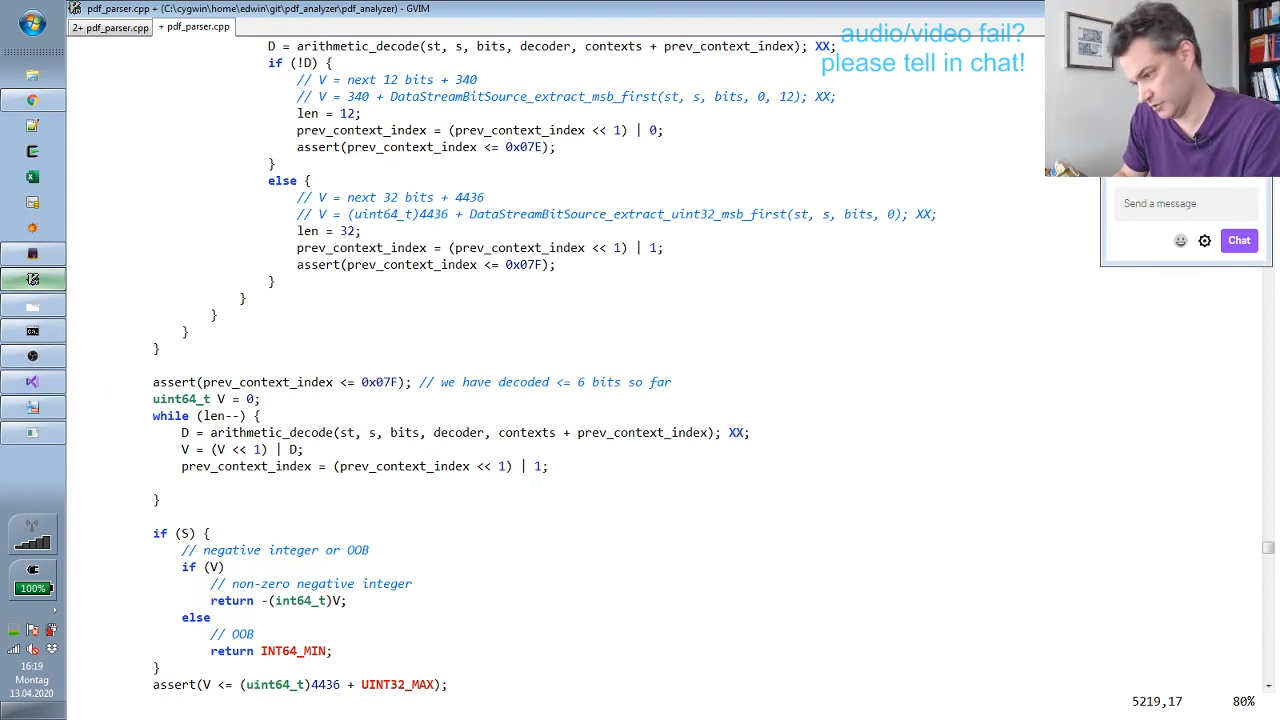 pdf_parser.cpp + (C:\cygwin\home\edwin\git\pdf_analyzer\pdf_analyzer) - GVIM
2+ pdf_parser.cpp
+ pdf_parser.cpp
audio/video fail?
please tell in chat!
D = arithmetic_decode(st, s, bits, decoder, contexts + prev_context_index); XX;
if (!D) {
// V = next 12 bits + 340
// V = 340 + DataStreamBitSource_extract_msb_first(st, s, bits, 0, 12); XX;
len = 12;
prev_context_index = (prev_context_index << 1) | 0;
assert(prev_context_index <= 0x07E);
}
else {
// V = next 32 bits + 4436
// V = (uint64_t)4436 + DataStreamBitSource_extract_uint32_msb_first(st, s, bits, 0); XX;
len = 32;
prev_context_index = (prev_context_index << 1) | 1;
assert(prev_context_index <= 0x07F);
}
}
}
}
}
assert(prev_context_index <= 0x07F); // we have decoded <= 6 bits so far
uint64_t V = 0;
while (len--) {
D = arithmetic_decode(st, s, bits, decoder, contexts + prev_context_index); XX;
V = (V << 1) | D;
prev_context_index = (prev_context_index << 1) | 1;
}
if (S) {
// negative integer or OOB
if (V)
// non-zero negative integer
return -(int64_t)V;
else
// OOB
return INT64_MIN;
}
assert(V <= (uint64_t)4436 + UINT32_MAX);
5219,17 80%
Send a message
Chat
100%
16:19
Montag
13.04.2020